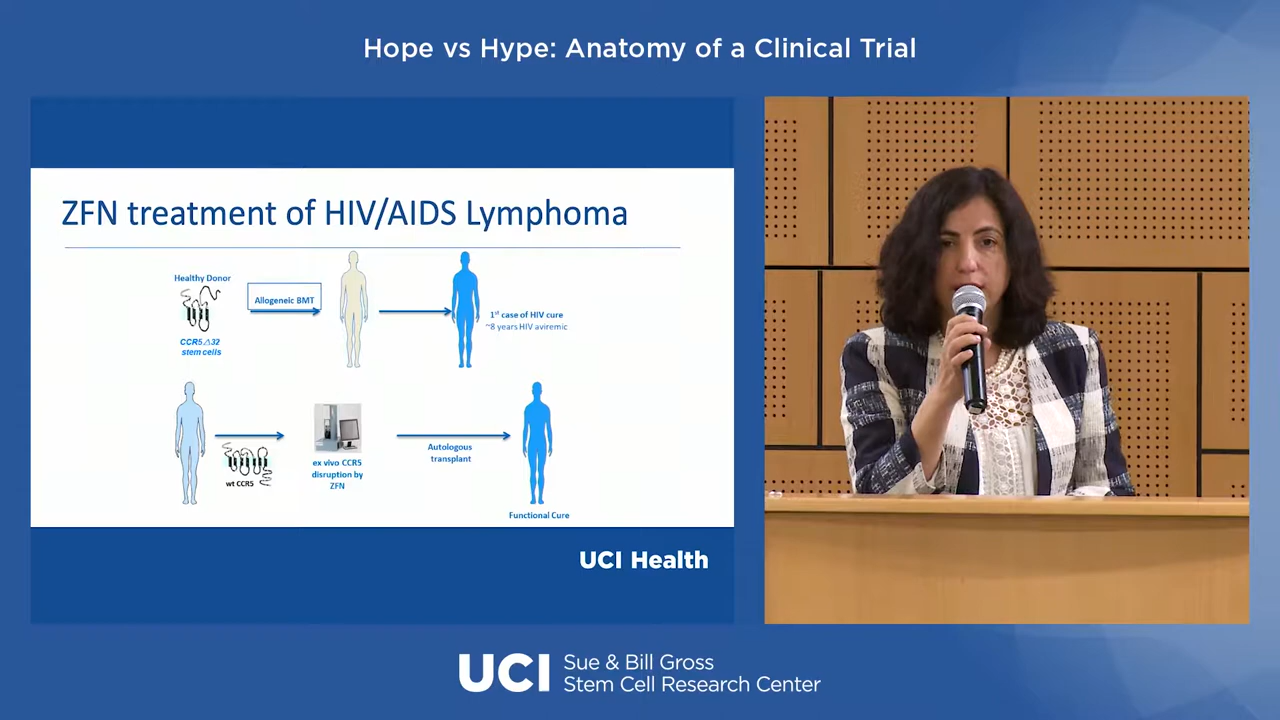 Hope vs Hype: Anatomy of a Clinical Trial
ZFN treatment of HIV/AIDS Lymphoma
Healthy Donor
Allogeneic BMT
CCR5△32
stem cells
1st case of HIV cure
~8 years HIV aviremic
wt CCR5
ex vivo CCR5
disruption by
ZFN
Autologous
transplant
Functional Cure
UCI Health
UCI Sue & Bill Gross
Stem Cell Research Center